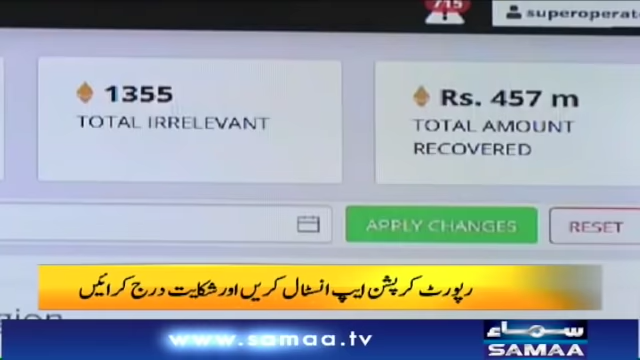 715
superoperat
1355
TOTAL IRRELEVANT
Rs. 457 m
TOTAL AMOUNT
RECOVERED
APPLY CHANGES
RESET
رپورٹ کرپشن ایپ انسٹال کریں اور شکایت درج کرائیں
www.samaa.tv
سماء
SAMAA